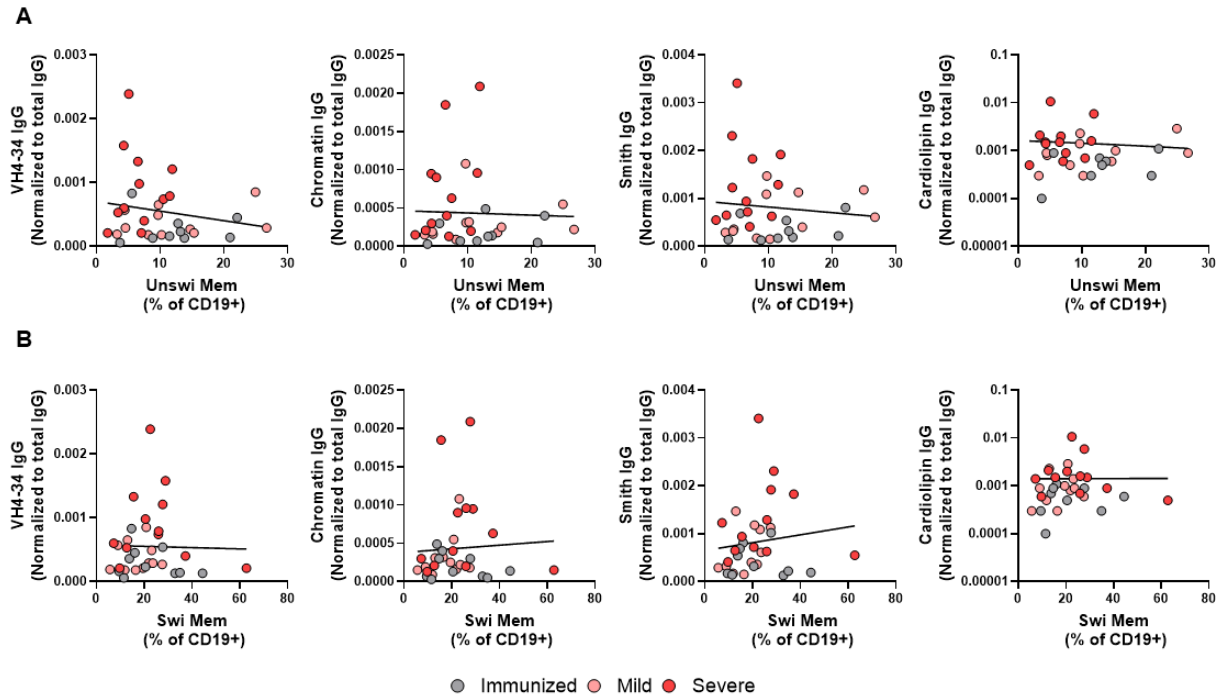 A
VH4-34 IgG
(Normalized to total IgG)
0.003
0.002
0.001
0.000
0 10 20 30
Unswi Mem
(% of CD19+)
Chromatin IgG
(Normalized to total IgG)
0.0025
0.0020
0.0015
0.0010
0.0005
0.0000
0 10 20 30
Unswi Mem
(% of CD19+)
Smith IgG
(Normalized to total IgG)
0.004
0.003
0.002
0.001
0.000
0 10 20 30
Unswi Mem
(% of CD19+)
Cardiolipin IgG
(Normalized to total IgG)
0.1
0.01
0.001
0.0001
0.00001
0 10 20 30
Unswi Mem
(% of CD19+)
B
VH4-34 IgG
(Normalized to total IgG)
0.003
0.002
0.001
0.000
0 20 40 60 80
Swi Mem
(% of CD19+)
Chromatin IgG
(Normalized to total IgG)
0.0025
0.0020
0.0015
0.0010
0.0005
0.0000
0 20 40 60 80
Swi Mem
(% of CD19+)
Smith IgG
(Normalized to total IgG)
0.004
0.003
0.002
0.001
0.000
0 20 40 60 80
Swi Mem
(% of CD19+)
Cardiolipin IgG
(Normalized to total IgG)
0.1
0.01
0.001
0.0001
0.00001
0 20 40 60 80
Swi Mem
(% of CD19+)
Immunized Mild Severe